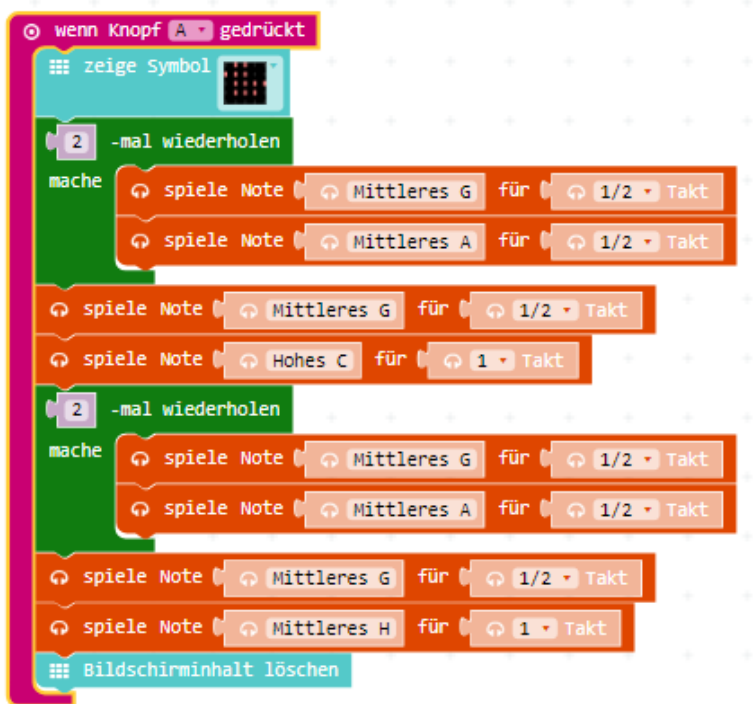 wenn Knopf A gedrückt
zeige Symbol
2 -mal wiederholen
mache spiele Note Mittleres G für 1/2 Takt
spiele Note Mittleres A für 1/2 Takt
spiele Note Mittleres G für 1/2 Takt
spiele Note Hohes C für 1 Takt
2 -mal wiederholen
mache spiele Note Mittleres G für 1/2 Takt
spiele Note Mittleres A für 1/2 Takt
spiele Note Mittleres G für 1/2 Takt
spiele Note Mittleres H für 1 Takt
Bildschirminhalt löschen